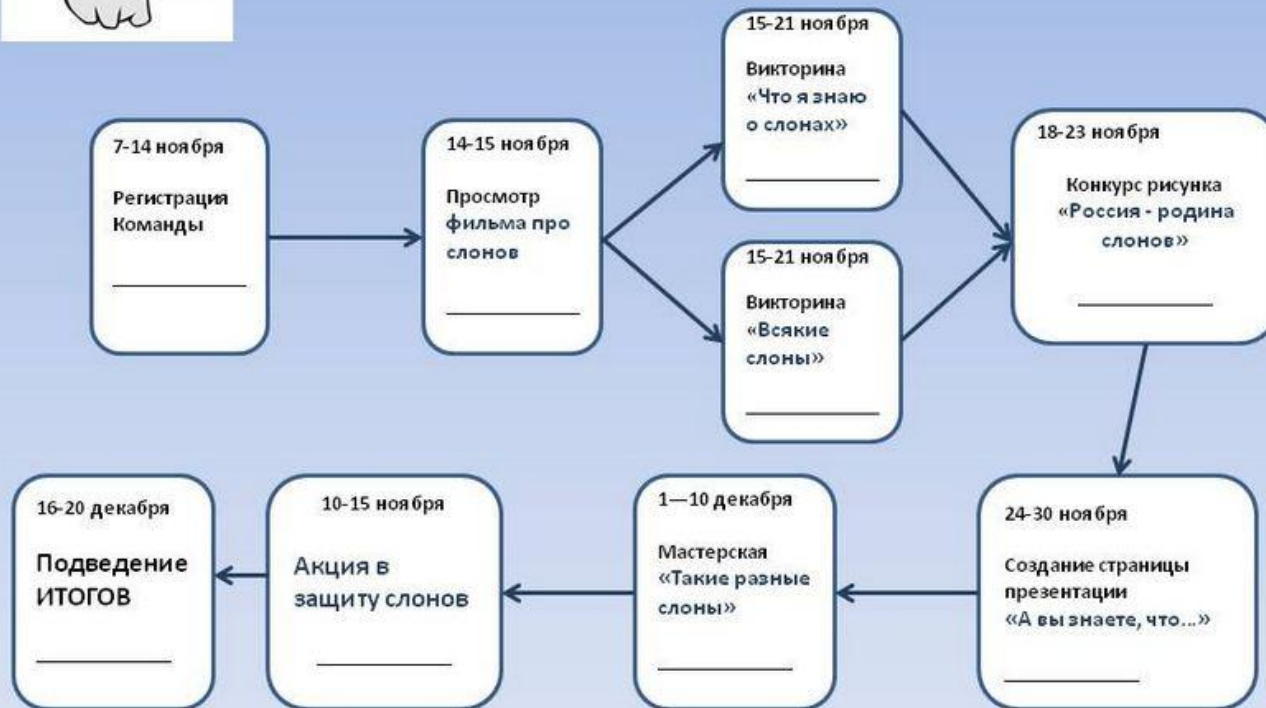 7-14 ноября
Регистрация
Команды
14-15 ноября
Просмотр
фильма про
слонов
15-21 ноября
Викторина
«Что я знаю
о слонах»
15-21 ноября
Викторина
«Всякие
слоны»
18-23 ноября
Конкурс рисунка
«Россия - родина
слонов»
24-30 ноября
Создание страницы
презентации
«А вы знаете, что...»
1—10 декабря
Мастерская
«Такие разные
слоны»
10-15 ноября
Акция в
защиту слонов
16-20 декабря
Подведение
ИТОГОВ